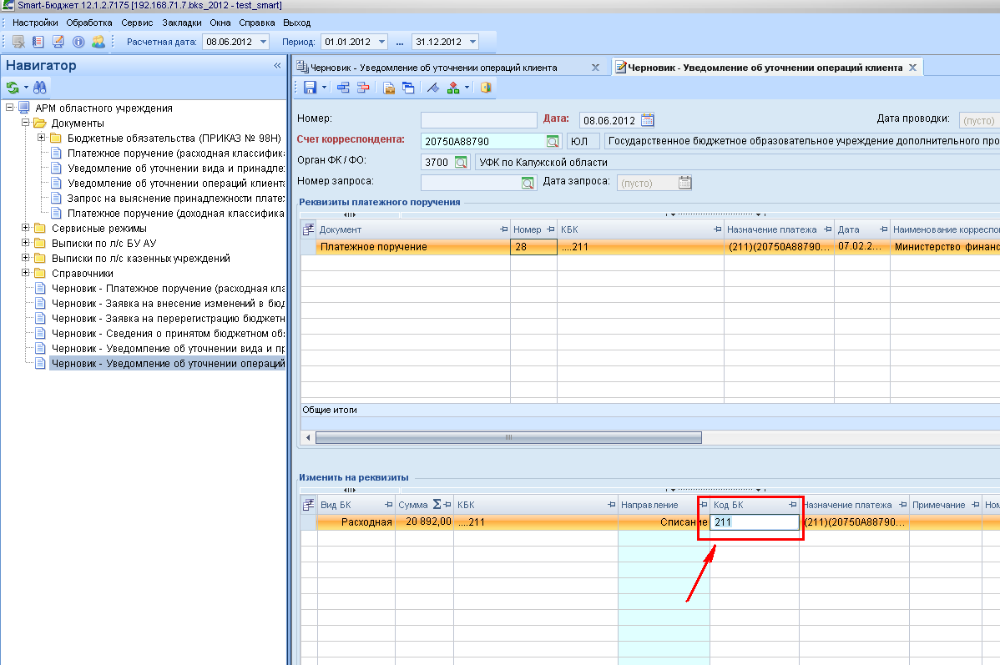 Smart-Бюджет 12.1.2.7175 [192.168.71.7.bks_2012 - test_smart]
Настройки Обработка Сервис Закладки Окна Справка Выход
Расчетная дата: 08.06.2012 Период: 01.01.2012 ... 31.12.2012
Навигатор «
АРМ областного учреждения
Документы
Бюджетные обязательства (ПРИКАЗ № 98Н)
Платежное поручение (расходная классифик
Уведомление об уточнении вида и принадле
Уведомление об уточнении операций клиент
Запрос на выяснение принадлежности плате
Платежное поручение (доходная классифика
Сервисные режимы
Выписки по л/с БУ АУ
Выписки по л/с казенных учреждений
Справочники
Черновик - Платежное поручение (расходная кла
Черновик - Заявка на внесение изменений в бюд
Черновик - Заявка на перерегистрацию бюджетн
Черновик - Сведения о принятом бюджетном об
Черновик - Уведомление об уточнении вида и пр
Черновик - Уведомление об уточнении операций
Черновик - Уведомление об уточнении операций клиента
Черновик - Уведомление об уточнении операций клиента
Номер: Дата: 08.06.2012 Дата проводки: (пусто)
Счет корреспондента: 20750А88790 ЮЛ Государственное бюджетное образовательное учреждение дополнительного про
Орган ФК / ФО: 3700 УФК по Калужской области
Номер запроса: Дата запроса: (пусто)
Реквизиты платежного поручения
Документ Номер КБК Назначение платежа Дата Наименование корреспо
Платежное поручение 28 ....211 (211)(20750А88790... 07.02.2... Министерство финанс
Общие итоги
Изменить на реквизиты
Вид БК Сумма Σ КБК Направление Код БК Назначение платежа Примечание Ном
Расходная 20 892,00 ....211 Списание 211 (211)(20750А88790...